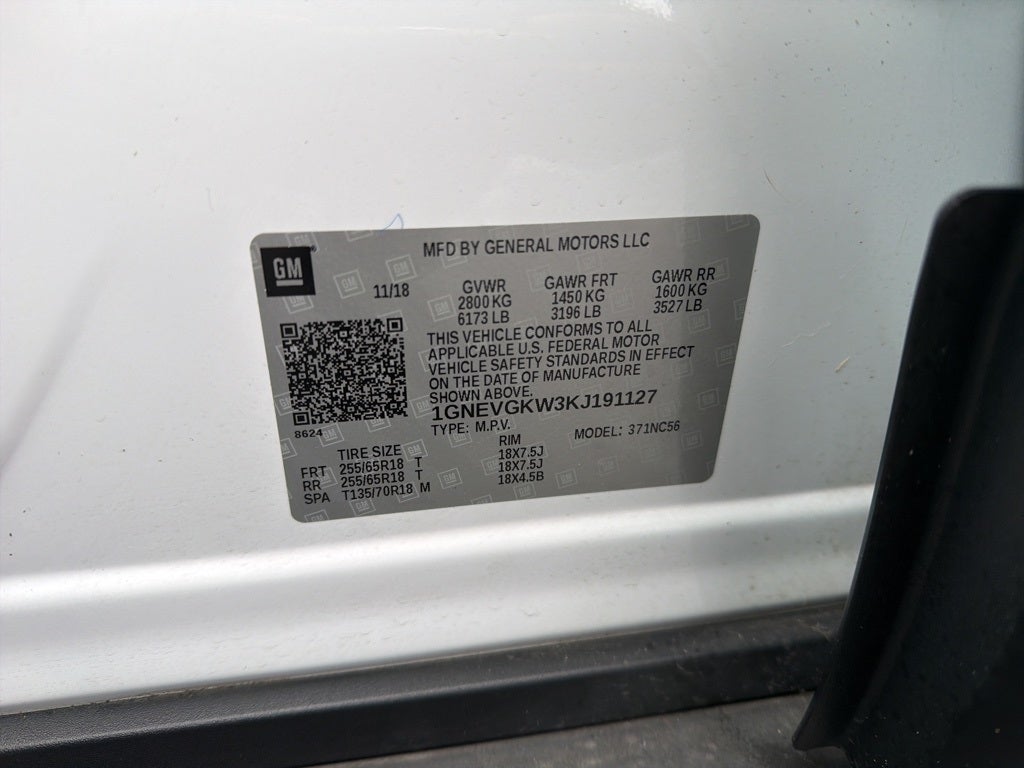 GM
MFD BY GENERAL MOTORS LLC
11/18
GVWR GAWR FRT GAWR RR
2800 KG 1450 KG 1600 KG
6173 LB 3196 LB 3527 LB
THIS VEHICLE CONFORMS TO ALL
APPLICABLE U.S. FEDERAL MOTOR
VEHICLE SAFETY STANDARDS IN EFFECT
ON THE DATE OF MANUFACTURE
SHOWN ABOVE.
1GNEVGKW3KJ191127
8624
TYPE: M.P.V. MODEL: 371NC56
TIRE SIZE RIM
FRT 255/65R18 T 18X7.5J
RR 255/65R18 T 18X7.5J
SPA T135/70R18 M 18X4.5B